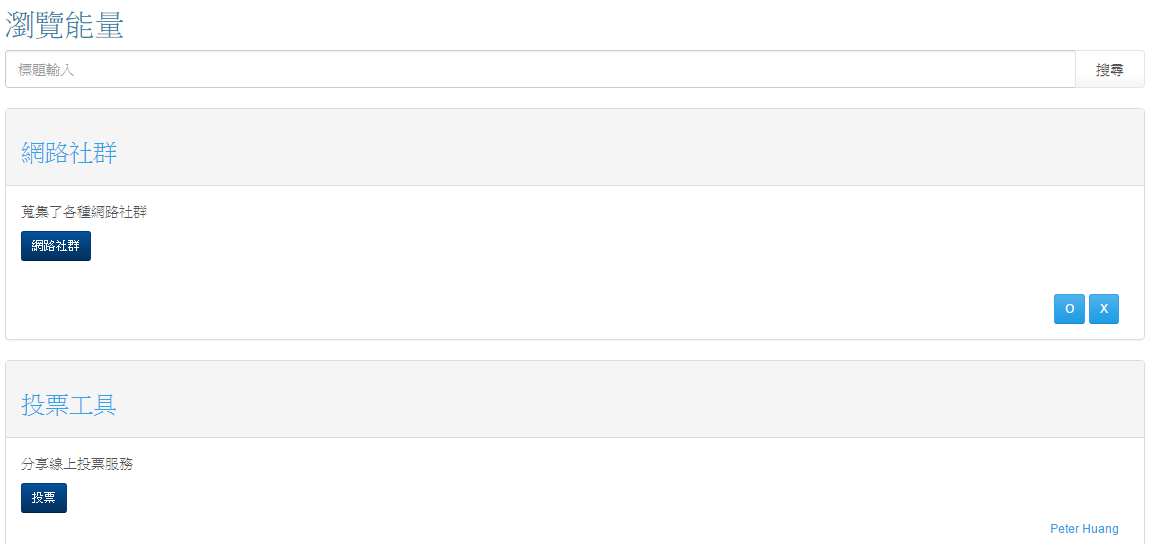 瀏覽能量
標題輸入
搜尋
網路社群
蒐集了各種網路社群
網路社群
O X
投票工具
分享線上投票服務
投票
Peter Huang